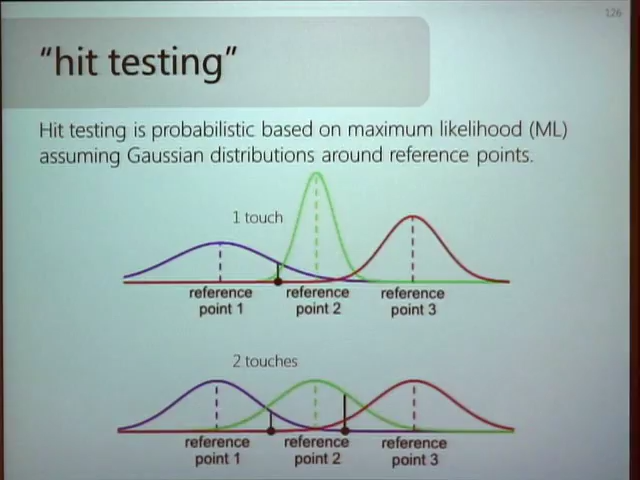 126
"hit testing"
Hit testing is probabilistic based on maximum likelihood (ML)
assuming Gaussian distributions around reference points.
1 touch
reference
point 1
reference
point 2
reference
point 3
2 touches
reference
point 1
reference
point 2
reference
point 3